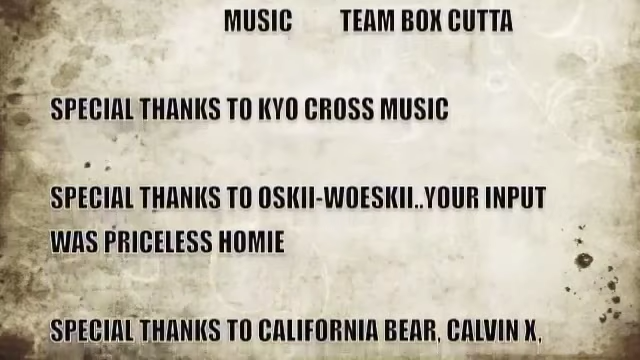 MUSIC TEAM BOX CUTTA
SPECIAL THANKS TO KYO CROSS MUSIC
SPECIAL THANKS TO OSKII-WOESKII..YOUR INPUT
WAS PRICELESS HOMIE
SPECIAL THANKS TO CALIFORNIA BEAR, CALVIN X,